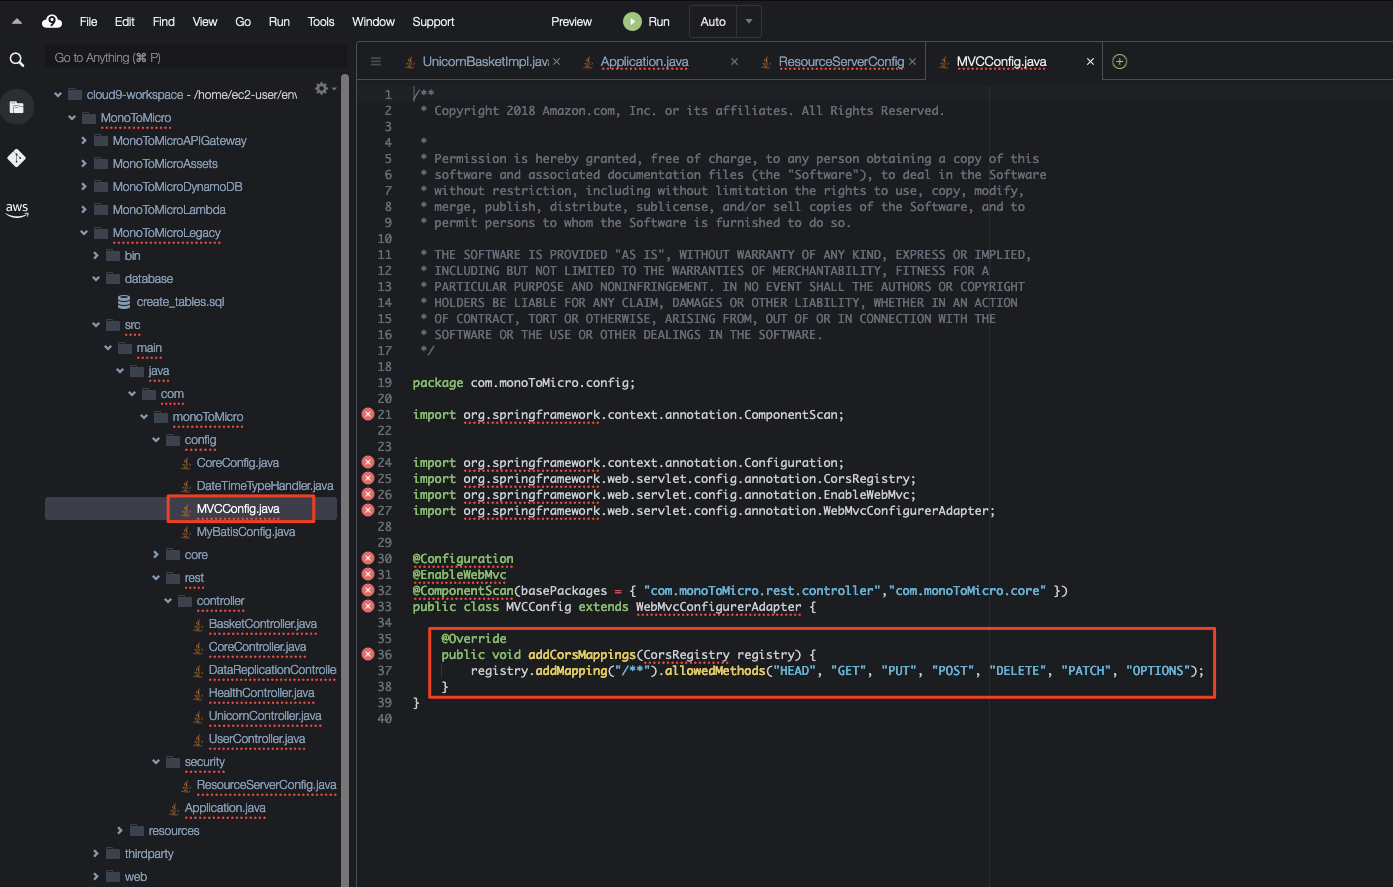 File Edit Find View Go Run Tools Window Support Preview Run Auto
Go to Anything (⌘ P)
aws
cloud9-workspace - /home/ec2-user/env
MonoToMicro
MonoToMicroAPIGateway
MonoToMicroAssets
MonoToMicroDynamoDB
MonoToMicroLambda
MonoToMicroLegacy
bin
database
create_tables.sql
src
main
java
com
monoToMicro
config
CoreConfig.java
DateTimeTypeHandler.java
MVCConfig.java
MyBatisConfig.java
core
rest
controller
BasketController.java
CoreController.java
DataReplicationControlle
HealthController.java
UnicornController.java
UserController.java
security
ResourceServerConfig.java
Application.java
resources
thirdparty
web
UnicornBasketImpl.java Application.java ResourceServerConfig MVCConfig.java
1 /**
2 * Copyright 2018 Amazon.com, Inc. or its affiliates. All Rights Reserved.
3
4 *
5 * Permission is hereby granted, free of charge, to any person obtaining a copy of this
6 * software and associated documentation files (the "Software"), to deal in the Software
7 * without restriction, including without limitation the rights to use, copy, modify,
8 * merge, publish, distribute, sublicense, and/or sell copies of the Software, and to
9 * permit persons to whom the Software is furnished to do so.
10
11 * THE SOFTWARE IS PROVIDED "AS IS", WITHOUT WARRANTY OF ANY KIND, EXPRESS OR IMPLIED,
12 * INCLUDING BUT NOT LIMITED TO THE WARRANTIES OF MERCHANTABILITY, FITNESS FOR A
13 * PARTICULAR PURPOSE AND NONINFRINGEMENT. IN NO EVENT SHALL THE AUTHORS OR COPYRIGHT
14 * HOLDERS BE LIABLE FOR ANY CLAIM, DAMAGES OR OTHER LIABILITY, WHETHER IN AN ACTION
15 * OF CONTRACT, TORT OR OTHERWISE, ARISING FROM, OUT OF OR IN CONNECTION WITH THE
16 * SOFTWARE OR THE USE OR OTHER DEALINGS IN THE SOFTWARE.
17 */
18
19 package com.monoToMicro.config;
20
21 import org.springframework.context.annotation.ComponentScan;
22
23
24 import org.springframework.context.annotation.Configuration;
25 import org.springframework.web.servlet.config.annotation.CorsRegistry;
26 import org.springframework.web.servlet.config.annotation.EnableWebMvc;
27 import org.springframework.web.servlet.config.annotation.WebMvcConfigurerAdapter;
28
29
30 @Configuration
31 @EnableWebMvc
32 @ComponentScan(basePackages = { "com.monoToMicro.rest.controller","com.monoToMicro.core" })
33 public class MVCConfig extends WebMvcConfigurerAdapter {
34
35 @Override
36 public void addCorsMappings(CorsRegistry registry) {
37 registry.addMapping("/**").allowedMethods("HEAD", "GET", "PUT", "POST", "DELETE", "PATCH", "OPTIONS");
38 }
39 }
40